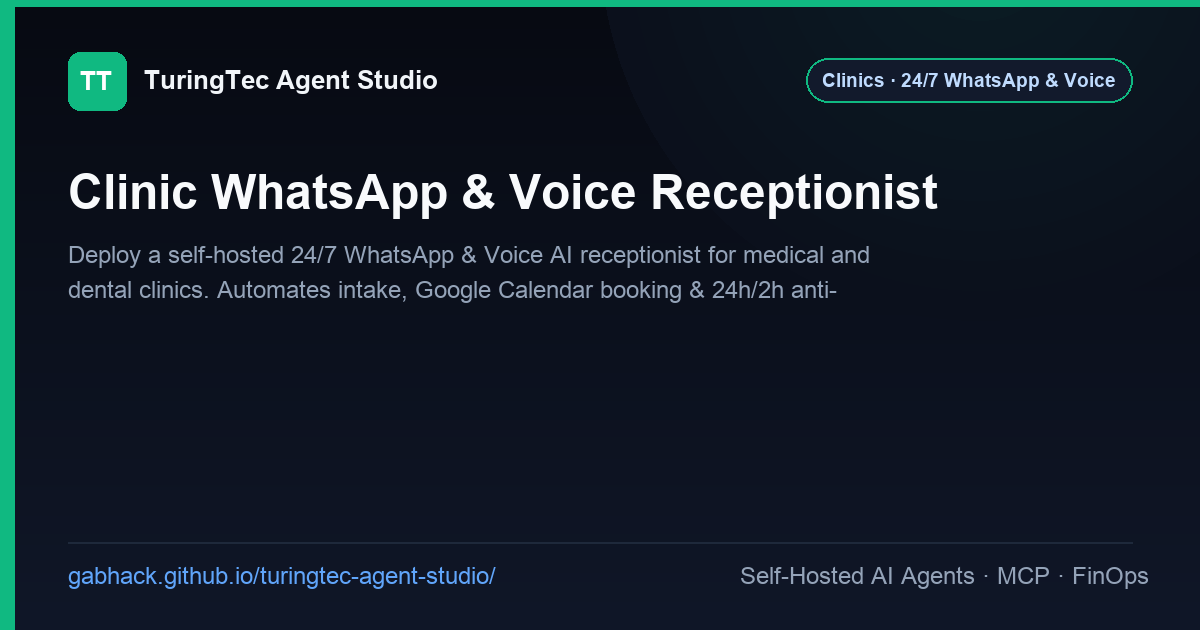 TT
TuringTec Agent Studio
Clinics · 24/7 WhatsApp & Voice
Clinic WhatsApp & Voice Receptionist
Deploy a self-hosted 24/7 WhatsApp & Voice AI receptionist for medical and
dental clinics. Automates intake, Google Calendar booking & 24h/2h anti-
gabhack.github.io/turingtec-agent-studio/
Self-Hosted AI Agents · MCP · FinOps